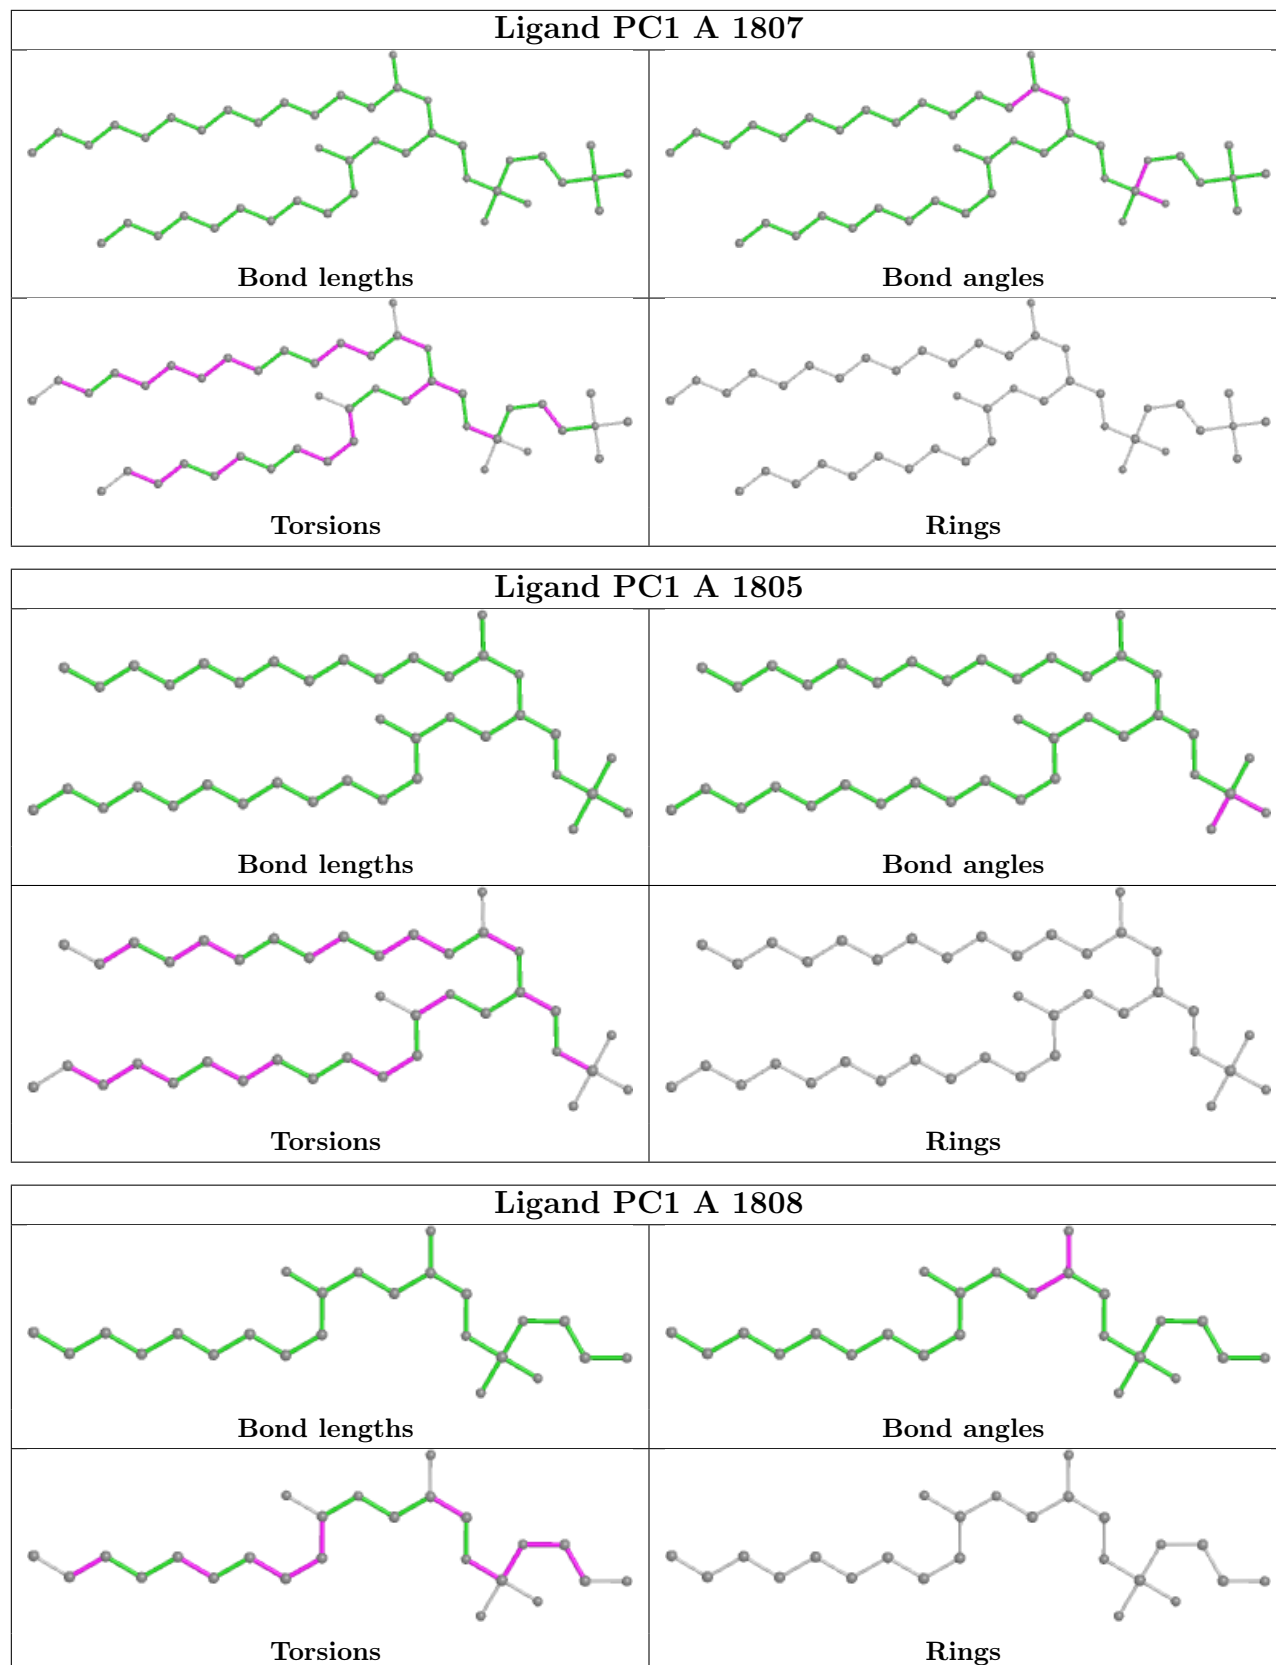 Ligand PC1 A 1807
Bond lengths
Bond angles
Torsions
Rings
Ligand PC1 A 1805
Bond lengths
Bond angles
Torsions
Rings
Ligand PC1 A 1808
Bond lengths
Bond angles
Torsions
Rings